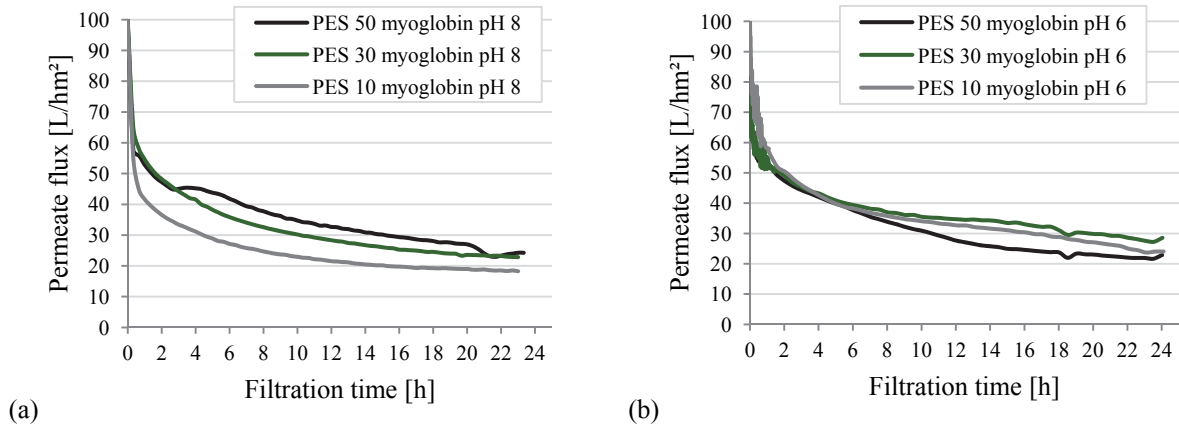 100
90
80
70
60
50
40
30
20
10
0
Permeate flux [L/hm²]
PES 50 myoglobin pH 8
PES 30 myoglobin pH 8
PES 10 myoglobin pH 8
0 2 4 6 8 10 12 14 16 18 20 22 24
Filtration time [h]
(a)
100
90
80
70
60
50
40
30
20
10
0
Permeate flux [L/hm²]
PES 50 myoglobin pH 6
PES 30 myoglobin pH 6
PES 10 myoglobin pH 6
0 2 4 6 8 10 12 14 16 18 20 22 24
Filtration time [h]
(b)